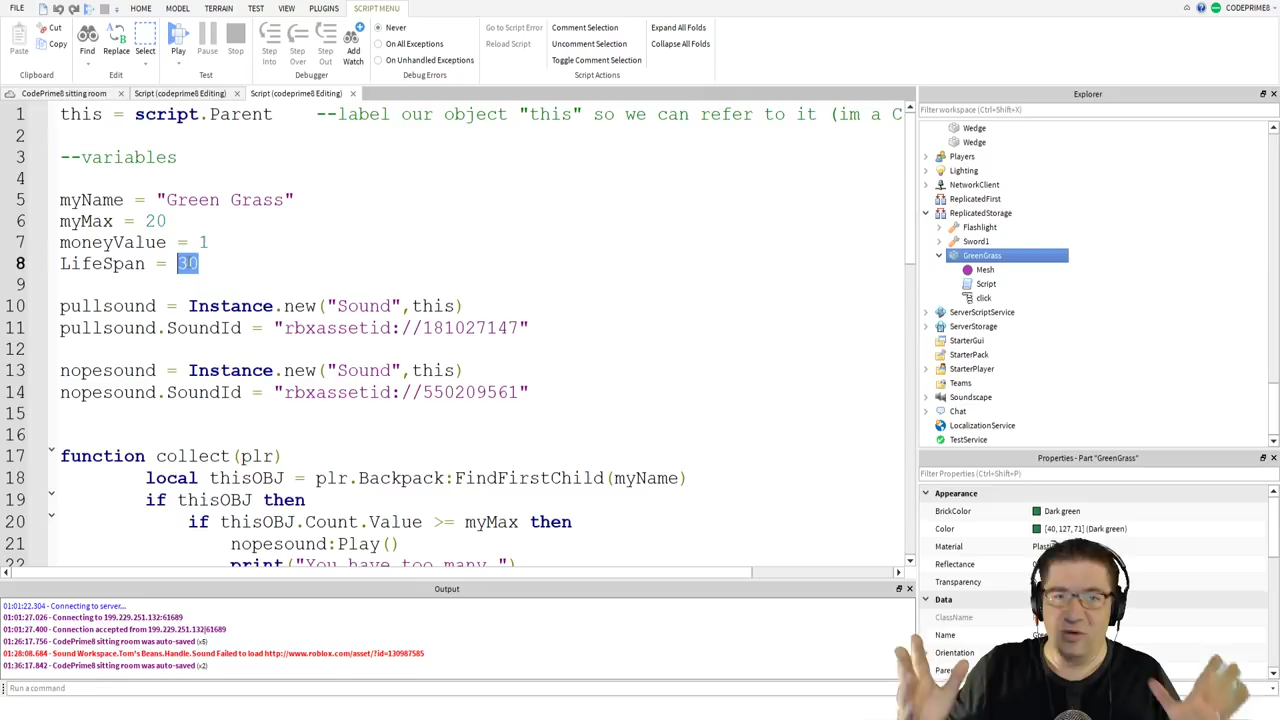 FILE HOME MODEL TERRAIN TEST VIEW PLUGINS SCRIPT MENU CODEPRIME8
Paste Cut Copy Find Replace Select Play Pause Stop Step Into Step Over Step Out Add Watch
Never
On All Exceptions
On Unhandled Exceptions
Go to Script Error
Reload Script
Comment Selection
Uncomment Selection
Toggle Comment Selection
Expand All Folds
Collapse All Folds
Clipboard Edit Test Debugger Debug Errors Script Actions
CodePrime8 sitting room Script (codeprime8 Editing) Script (codeprime8 Editing)
1 this = script.Parent --label our object "this" so we can refer to it (im a C
2
3 --variables
4
5 myName = "Green Grass"
6 myMax = 20
7 moneyValue = 1
8 LifeSpan = 30
9
10 pullsound = Instance.new("Sound",this)
11 pullsound.SoundId = "rbxassetid://181027147"
12
13 nopesound = Instance.new("Sound",this)
14 nopesound.SoundId = "rbxassetid://550209561"
15
16
17 function collect(plr)
18 local thisOBJ = plr.Backpack:FindFirstChild(myName)
19 if thisOBJ then
20 if thisOBJ.Count.Value >= myMax then
21 nopesound:Play()
22 print("You have too many ")
Explorer
Filter workspace (Ctrl+Shift+X)
Wedge
Wedge
Players
Lighting
NetworkClient
ReplicatedFirst
ReplicatedStorage
Flashlight
Sword1
GreenGrass
Mesh
Script
click
ServerScriptService
ServerStorage
StarterGui
StarterPack
StarterPlayer
Teams
Soundscape
Chat
LocalizationService
TestService
Properties - Part "GreenGrass"
Filter Properties (Ctrl+Shift+P)
Appearance
BrickColor Dark green
Color [40, 127, 71] (Dark green)
Material
Reflectance
Transparency
Data
ClassName
Name
Orientation
Output
01:01:22.304 - Connecting to server...
01:01:27.026 - Connecting to 199.229.251.132:61689
01:01:27.400 - Connection accepted from 199.229.251.132|61689
01:26:17.756 - CodePrime8 sitting room was auto-saved (x5)
01:28:08.684 - Sound Workspace.Tom's Beans.Handle.Sound Failed to load http://www.roblox.com/asset/?id=130987585
01:36:17.842 - CodePrime8 sitting room was auto-saved (x2)
Run a command